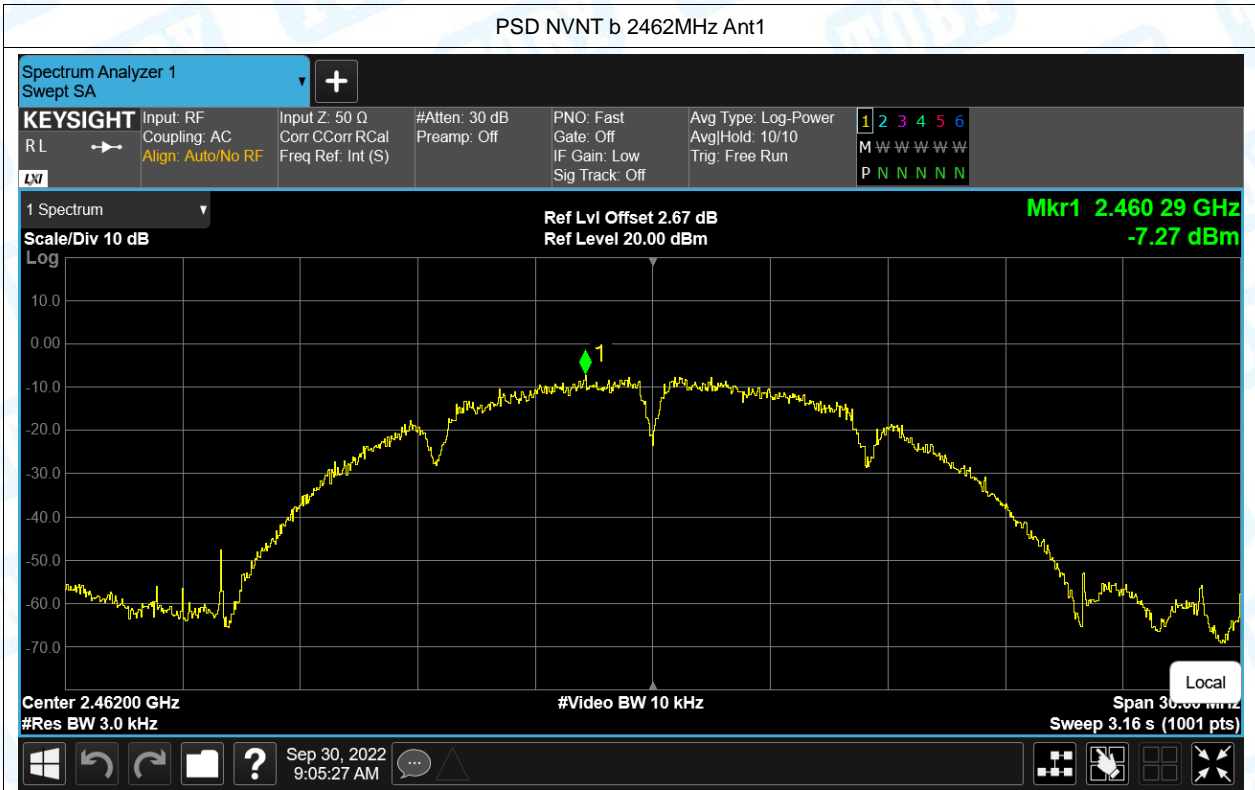 PSD NVNT b 2462MHz Ant1
Spectrum Analyzer 1
Swept SA
KEYSIGHT
R L
LXI
Input: RF
Coupling: AC
Align: Auto/No RF
Input Z: 50 Ω
Corr CCorr RCal
Freq Ref: Int (S)
#Atten: 30 dB
Preamp: Off
PNO: Fast
Gate: Off
IF Gain: Low
Sig Track: Off
Avg Type: Log-Power
Avg|Hold: 10/10
Trig: Free Run
1 2 3 4 5 6
M W W W W W
P N N N N N
1 Spectrum
Scale/Div 10 dB
Ref Lvl Offset 2.67 dB
Ref Level 20.00 dBm
Mkr1 2.460 29 GHz
-7.27 dBm
Log
10.0
0.00
-10.0
-20.0
-30.0
-40.0
-50.0
-60.0
-70.0
1
Local
Center 2.46200 GHz
#Res BW 3.0 kHz
#Video BW 10 kHz
Span 30.00 MHz
Sweep 3.16 s (1001 pts)
?
Sep 30, 2022
9:05:27 AM